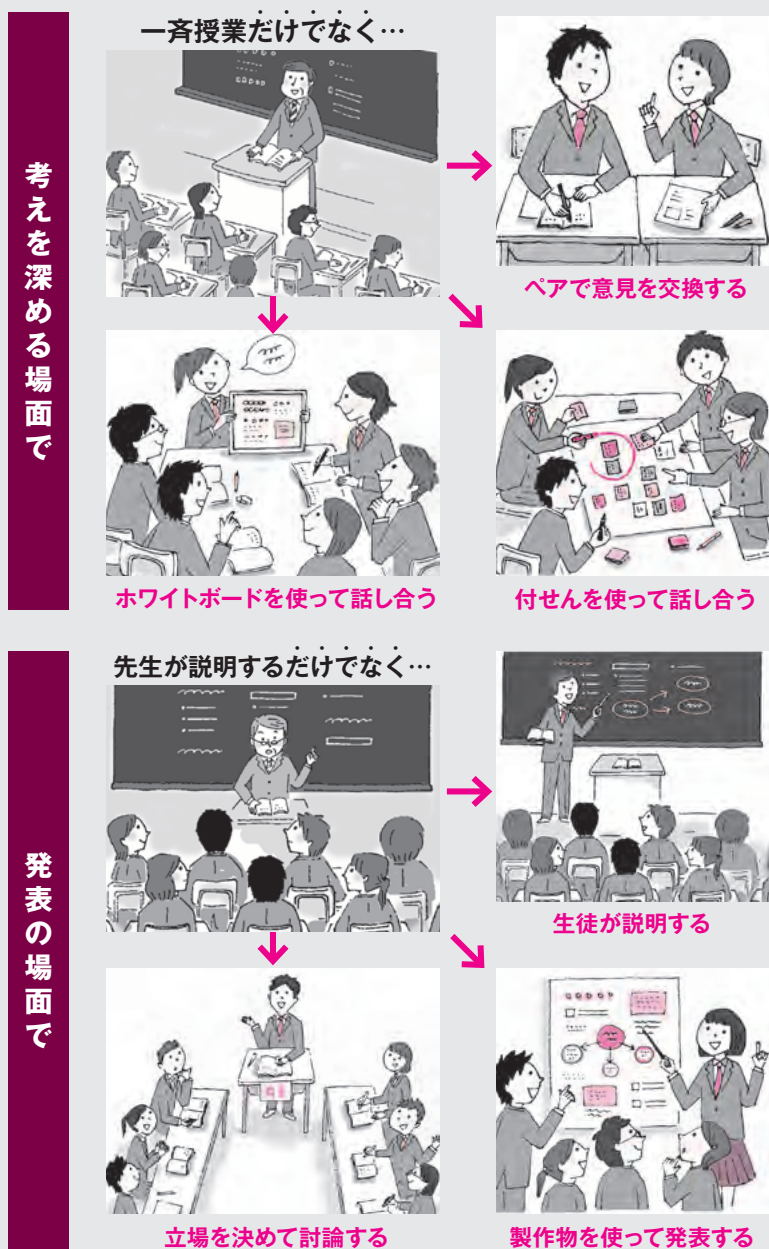 考えを深める場面で
一斉授業だけでなく…
ペアで意見を交換する
ホワイトボードを使って話し合う
付せんを使って話し合う
発表の場面で
先生が説明するだけでなく…
生徒が説明する
立場を決めて討論する
製作物を使って発表する